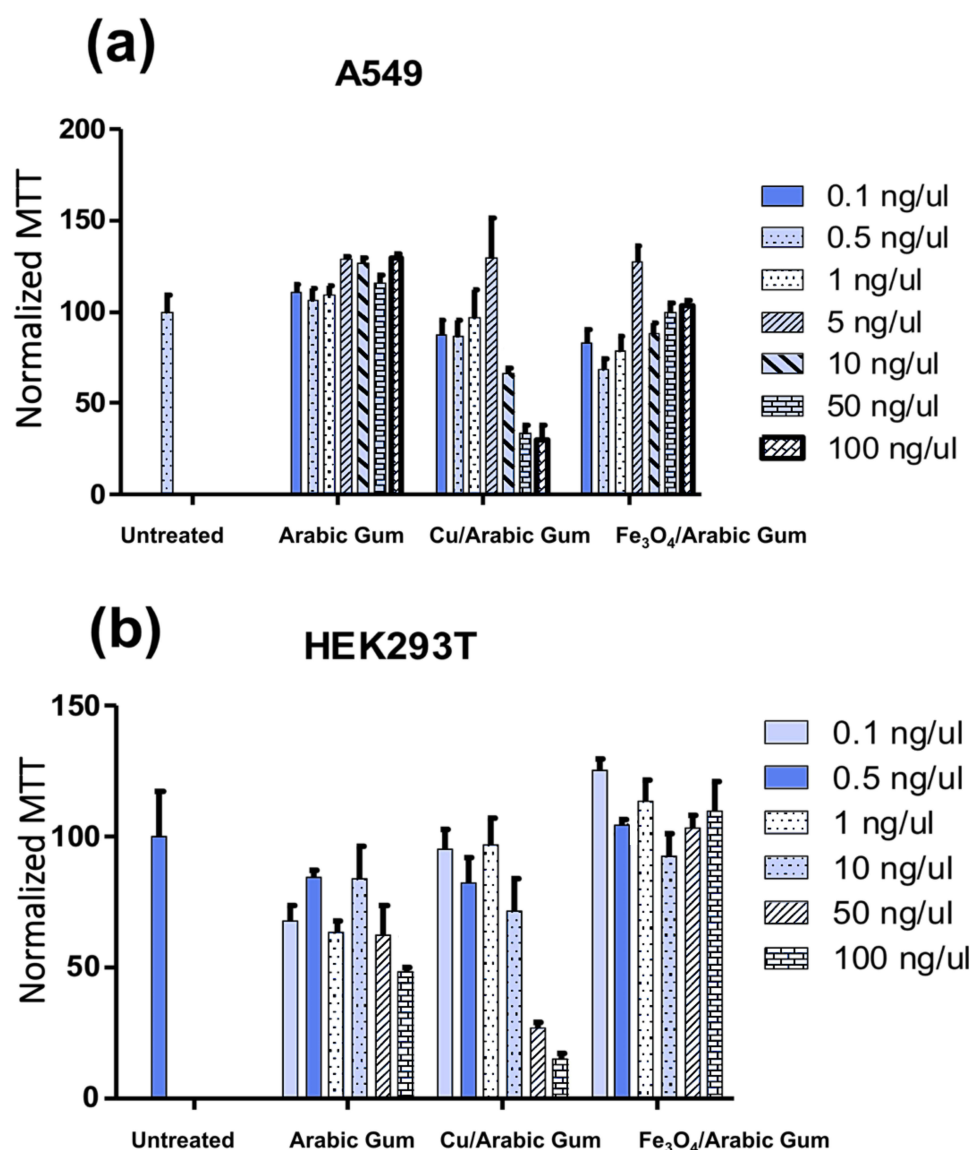 (a)
A549
Normalized MTT
200
150
100
50
0
Untreated
Arabic Gum
Cu/Arabic Gum
Fe₃O₄/Arabic Gum
0.1 ng/ul
0.5 ng/ul
1 ng/ul
5 ng/ul
10 ng/ul
50 ng/ul
100 ng/ul
(b)
HEK293T
Normalized MTT
150
100
50
0
Untreated
Arabic Gum
Cu/Arabic Gum
Fe₃O₄/Arabic Gum
0.1 ng/ul
0.5 ng/ul
1 ng/ul
10 ng/ul
50 ng/ul
100 ng/ul